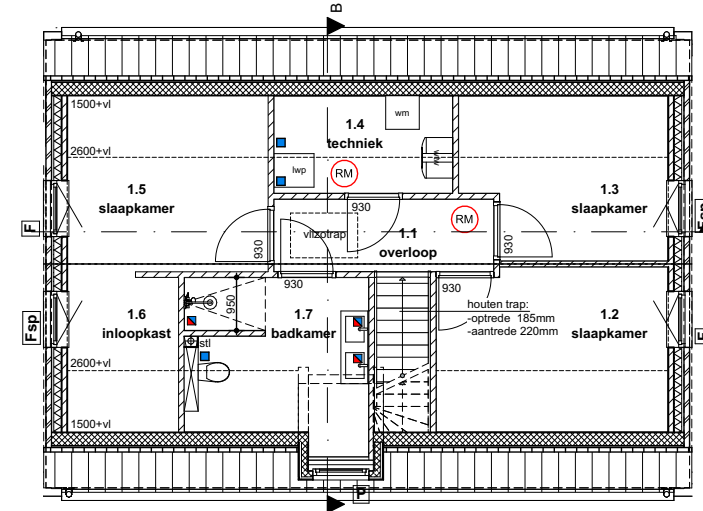 B
1500+vl
2600+vl
1.4
techniek
wm
wtw
lwp
RM
1.5
slaapkamer
1.3
slaapkamer
930
RM
1.1
overloop
vlizotrap
930
930
930
930
F
Fsp
1.6
inloopkast
950
1.7
badkamer
houten trap:
-optrede 185mm
-aantrede 220mm
1.2
slaapkamer
Fsp
stl
2600+vl
1500+vl
P